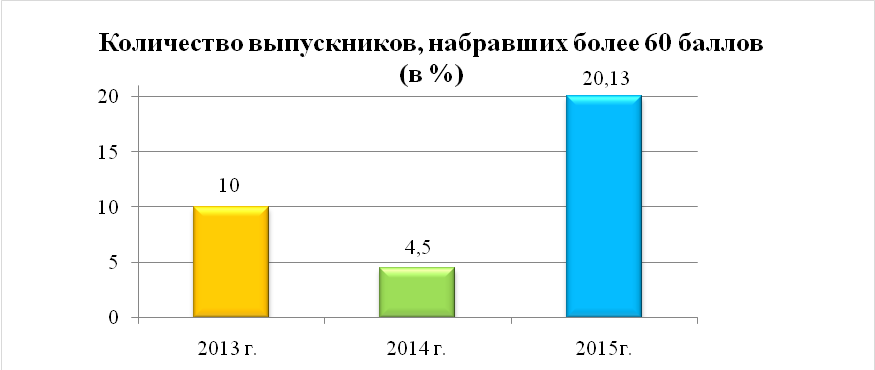 Количество выпускников, набравших более 60 баллов
(в %)
20,13
20
15
10
10
4,5
5
0
2013 г.
2014 г.
2015г.